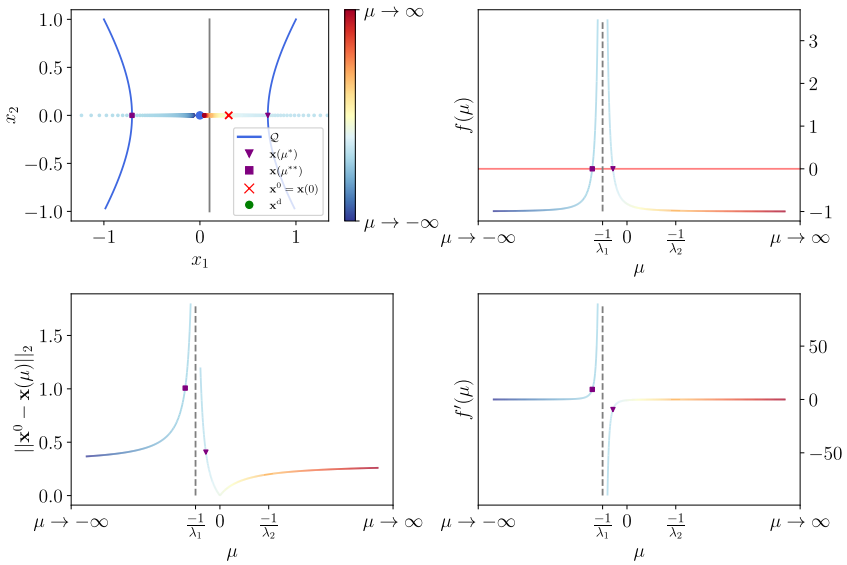 1.0
0.5
0.0
−0.5
−1.0
x₂
−1
0
1
x₁
𝒬
x(μ*)
x(μ**)
x⁰ = x(0)
xᵈ
μ → ∞
μ → −∞
3
2
1
0
−1
f(μ)
μ → −∞
−1/λ₁
0
−1/λ₂
μ → ∞
μ
1.5
1.0
0.5
0.0
||x⁰ − x(μ)||₂
μ → −∞
−1/λ₁
0
−1/λ₂
μ → ∞
μ
50
0
−50
f′(μ)
μ → −∞
−1/λ₁
0
−1/λ₂
μ → ∞
μ